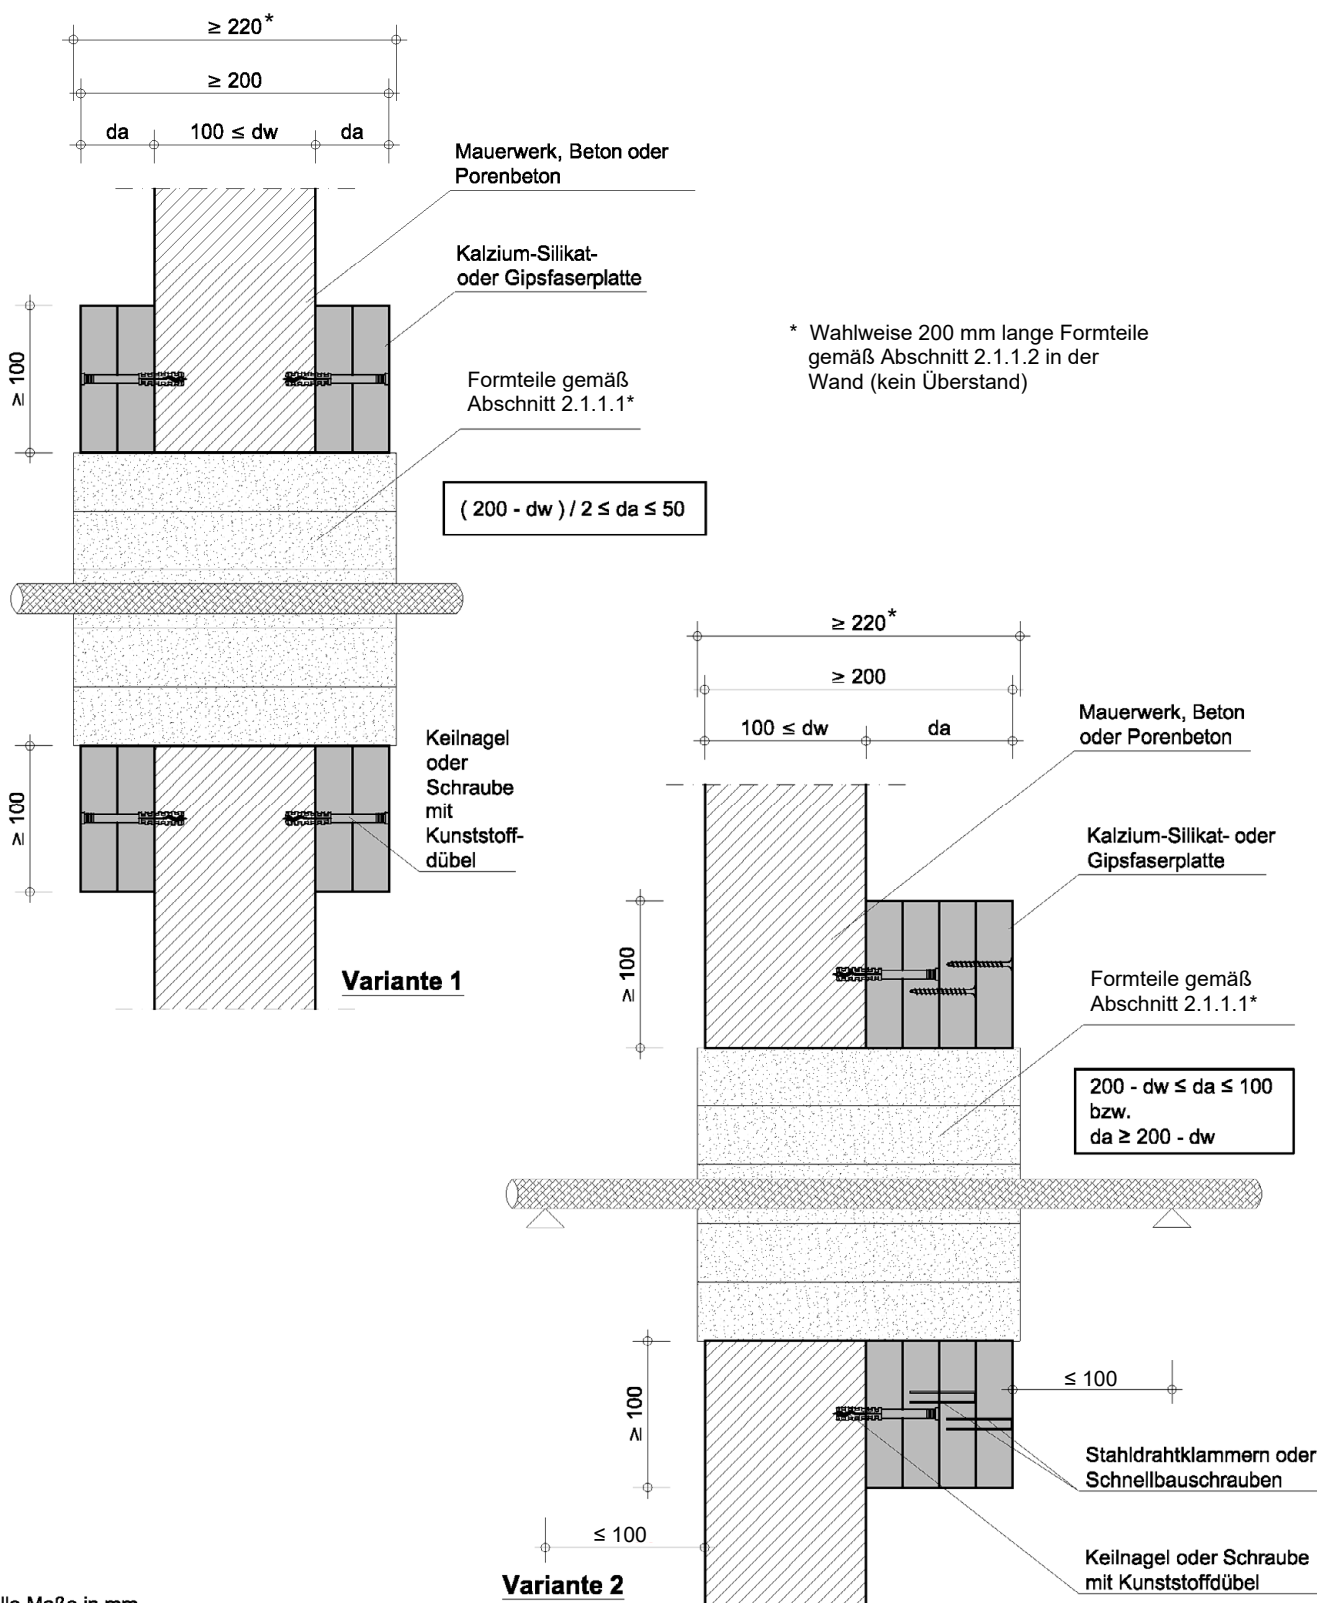 ≥ 220*
≥ 200
da
100 ≤ dw
da
Mauerwerk, Beton oder
Porenbeton
Kalzium-Silikat-
oder Gipsfaserplatte
≥ 100
* Wahlweise 200 mm lange Formteile
gemäß Abschnitt 2.1.1.2 in der
Wand (kein Überstand)
Formteile gemäß
Abschnitt 2.1.1.1*
( 200 - dw ) / 2 ≤ da ≤ 50
≥ 100
Keilnagel
oder
Schraube
mit
Kunststoff-
dübel
Variante 1
≥ 220*
≥ 200
100 ≤ dw
da
Mauerwerk, Beton
oder Porenbeton
Kalzium-Silikat- oder
Gipsfaserplatte
≥ 100
Formteile gemäß
Abschnitt 2.1.1.1*
200 - dw ≤ da ≤ 100
bzw.
da ≥ 200 - dw
≥ 100
≤ 100
Stahldrahtklammern oder
Schnellbauschrauben
≤ 100
Keilnagel oder Schraube
mit Kunststoffdübel
Variante 2
Maße in mm